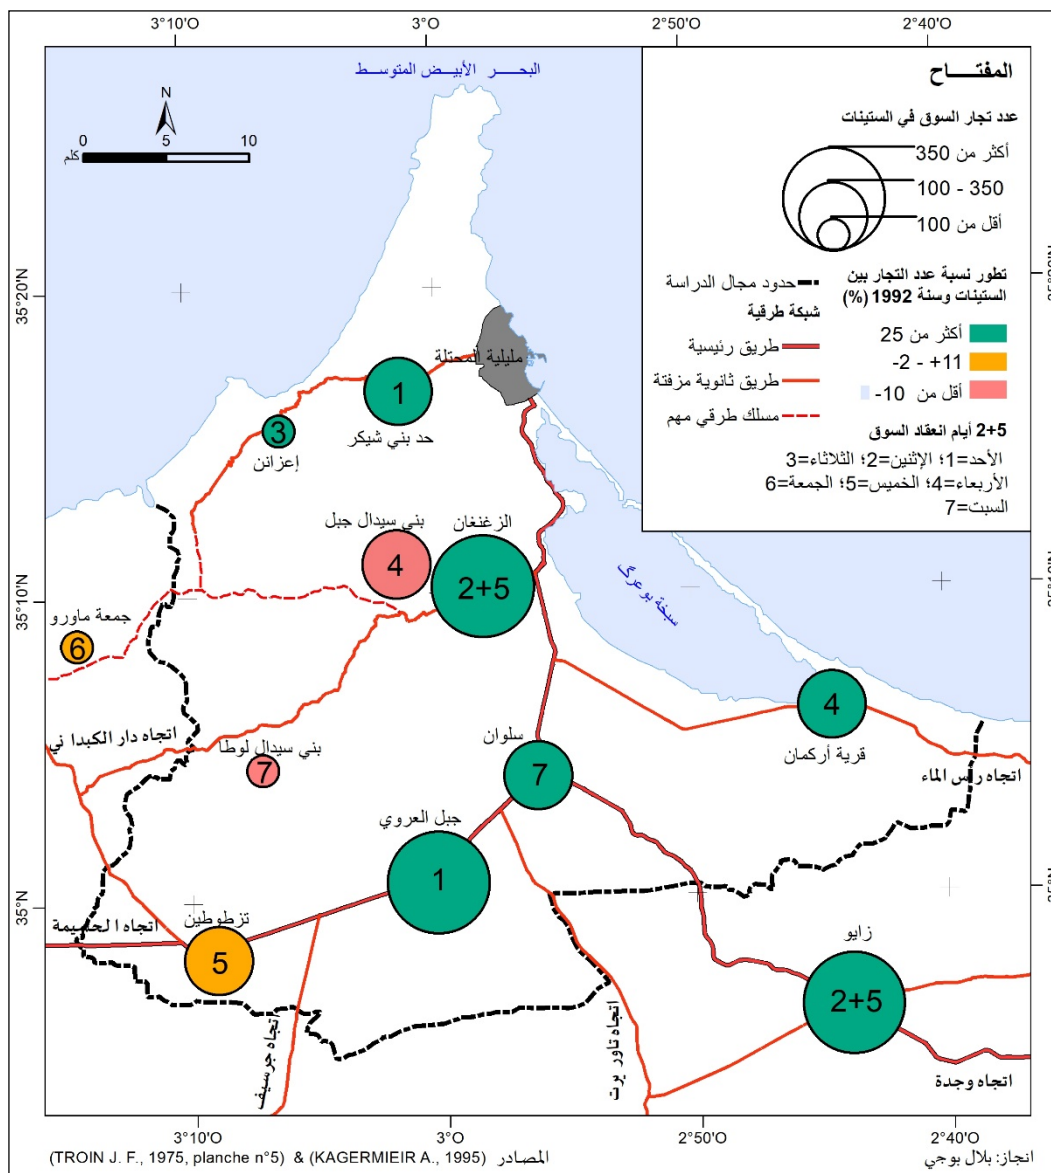 3°10'O
3°O
2°50'O
2°40'O
البحـــر الأبيــض المتوســط
N
0 5 10
كلم
المفتـــاح
عدد تجار السوق في الستينات
أكثر من 350
100 - 350
أقل من 100
تطور نسبة عدد التجار بين
الستينات وسنة 1992 (%)
أكثر من 25
-2 - +11
أقل من -10
2+5 أيام انعقاد السوق
الأحد=1؛ الإثنين=2؛ الثلاثاء=3
الأربعاء=4؛ الخميس=5؛ الجمعة=6
السبت=7
حدود مجال الدراسة
شبكة طرقية
طريق رئيسية
طريق ثانوية مزفتة
مسلك طرقي مهم
35°20'N
مليلية المحتلة
1
حد بني شيكر
3
إعزانن
بني سيدال جبل
4
الزغنغان
2+5
سبخة بوعرگ
35°10'N
جمعة ماورو
6
4
قرية أركمان
اتجاه راس الماء
اتجاه دار الكبداني
بني سيدال لوطا
7
سلوان
7
جبل العروي
1
35°N
35°N
اتجاه الحسيمة
تزطوطين
5
زايو
2+5
اتجاه جرسيف
اتجاه تاوريرت
اتجاه وجدة
3°10'O
3°O
2°50'O
2°40'O
المصادر (TROIN J. F., 1975, planche n°5) & (KAGERMIEIR A., 1995)
انجاز: بلال بوجي